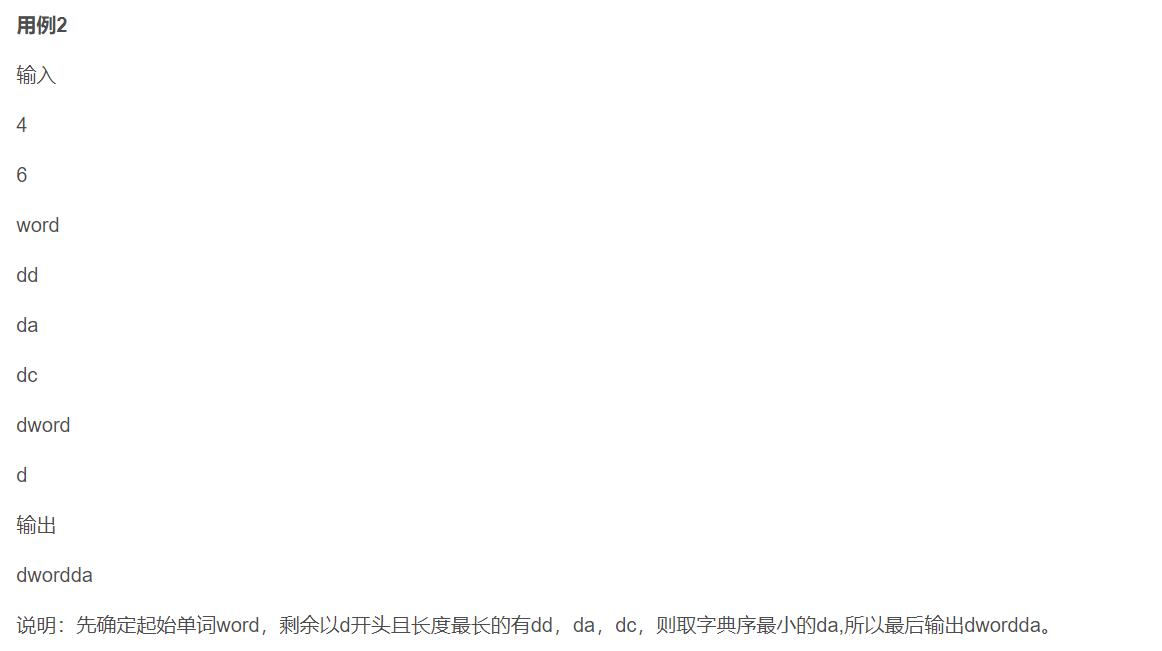 用例2
输入
4
6
word
dd
da
dc
dword
d
输出
dwordda
说明：先确定起始单词word，剩余以d开头且长度最长的有dd，da，dc，则取字典序最小的da,所以最后输出dwordda。